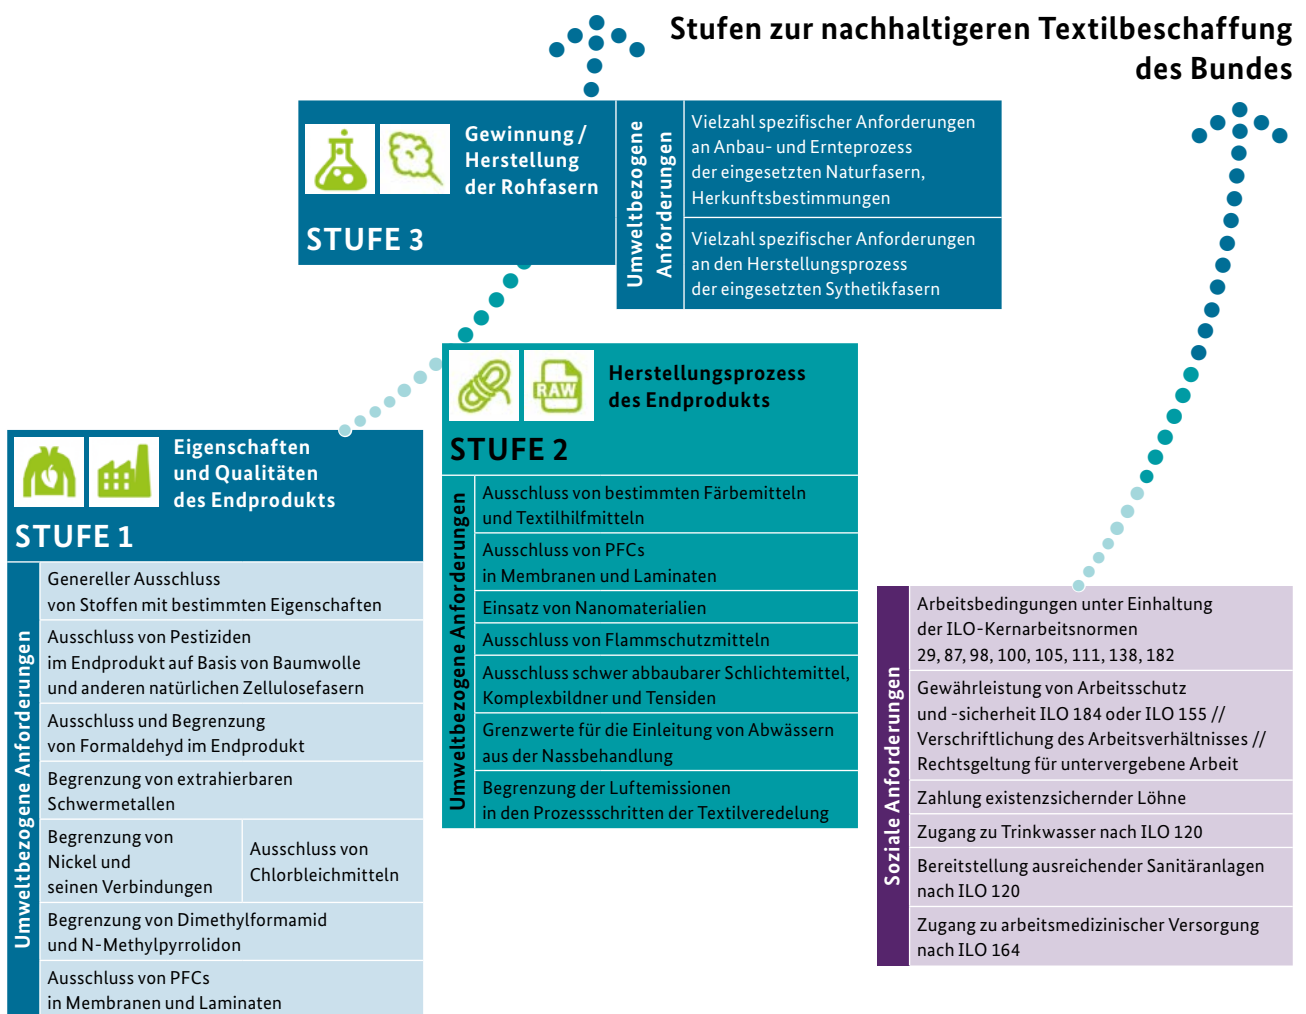 Stufen zur nachhaltigeren Textilbeschaffung
des Bundes
Gewinnung /
Herstellung
der Rohfasern
STUFE 3
Umweltbezogene
Anforderungen
Vielzahl spezifischer Anforderungen
an Anbau- und Ernteprozess
der eingesetzten Naturfasern,
Herkunftsbestimmungen
Vielzahl spezifischer Anforderungen
an den Herstellungsprozess
der eingesetzten Sythetikfasern
RAW
Herstellungsprozess
des Endprodukts
STUFE 2
Umweltbezogene Anforderungen
Ausschluss von bestimmten Färbemitteln
und Textilhilfmitteln
Ausschluss von PFCs
in Membranen und Laminaten
Einsatz von Nanomaterialien
Ausschluss von Flammschutzmitteln
Ausschluss schwer abbaubarer Schlichtemittel,
Komplexbildner und Tensiden
Grenzwerte für die Einleitung von Abwässern
aus der Nassbehandlung
Begrenzung der Luftemissionen
in den Prozessschritten der Textilveredelung
Eigenschaften
und Qualitäten
des Endprodukts
STUFE 1
Umweltbezogene Anforderungen
Genereller Ausschluss
von Stoffen mit bestimmten Eigenschaften
Ausschluss von Pestiziden
im Endprodukt auf Basis von Baumwolle
und anderen natürlichen Zellulosefasern
Ausschluss und Begrenzung
von Formaldehyd im Endprodukt
Begrenzung von extrahierbaren
Schwermetallen
Begrenzung von
Nickel und
seinen Verbindungen
Ausschluss von
Chlorbleichmitteln
Begrenzung von Dimethylformamid
und N-Methylpyrrolidon
Ausschluss von PFCs
in Membranen und Laminaten
Soziale Anforderungen
Arbeitsbedingungen unter Einhaltung
der ILO-Kernarbeitsnormen
29, 87, 98, 100, 105, 111, 138, 182
Gewährleistung von Arbeitsschutz
und -sicherheit ILO 184 oder ILO 155 //
Verschriftlichung des Arbeitsverhältnisses //
Rechtsgeltung für untervergebene Arbeit
Zahlung existenzsichernder Löhne
Zugang zu Trinkwasser nach ILO 120
Bereitstellung ausreichender Sanitäranlagen
nach ILO 120
Zugang zu arbeitsmedizinischer Versorgung
nach ILO 164